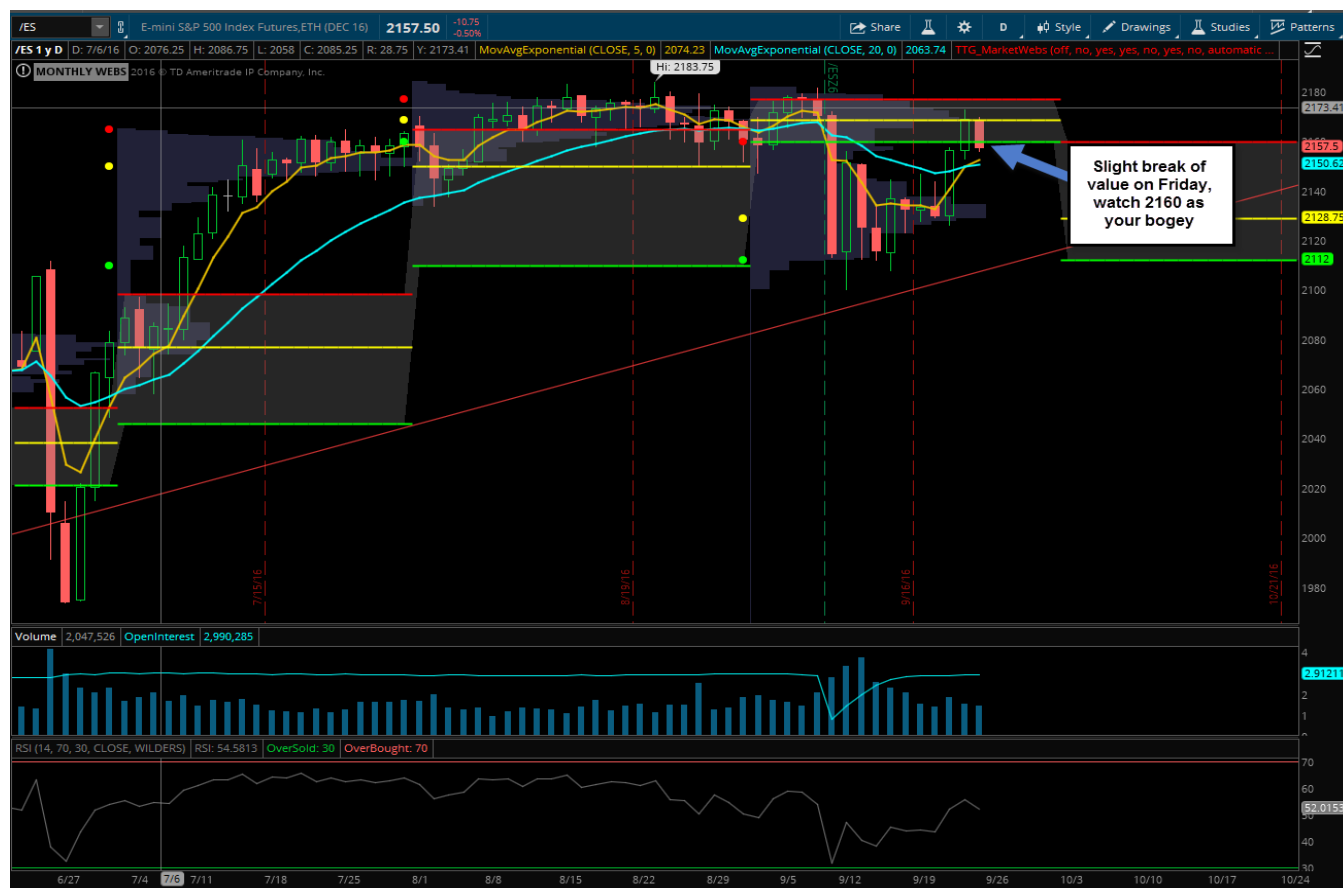 /ES E-mini S&P 500 Index Futures,ETH (DEC 16) 2157.50 -10.75 -0.50% Share D Style Drawings Studies Patterns
/ES 1 y D D: 7/6/16 O: 2076.25 H: 2086.75 L: 2058 C: 2085.25 R: 28.75 Y: 2173.41 MovAvgExponential (CLOSE, 5, 0) 2074.23 MovAvgExponential (CLOSE, 20, 0) 2063.74 TTG_MarketWebs (off, no, yes, yes, no, yes, no, automatic ...
MONTHLY WEBS 2016 © TD Ameritrade IP Company, Inc.
Hi: 2183.75
/ESZ6
2180
2173.41
2160
2157.5
2150.62
2140
2128.75
2120
2112
2100
2080
2060
2040
2020
2000
1980
Slight break of
value on Friday,
watch 2160 as
your bogey
7/15/16
8/19/16
9/16/16
10/21/16
Volume 2,047,526 OpenInterest 2,990,285
4
2.91211
2
1
RSI (14, 70, 30, CLOSE, WILDERS) RSI: 54.5813 OverSold: 30 OverBought: 70
70
60
52.0153
40
30
6/27 7/4 7/6 7/11 7/18 7/25 8/1 8/8 8/15 8/22 8/29 9/5 9/12 9/19 9/26 10/3 10/10 10/17 10/24